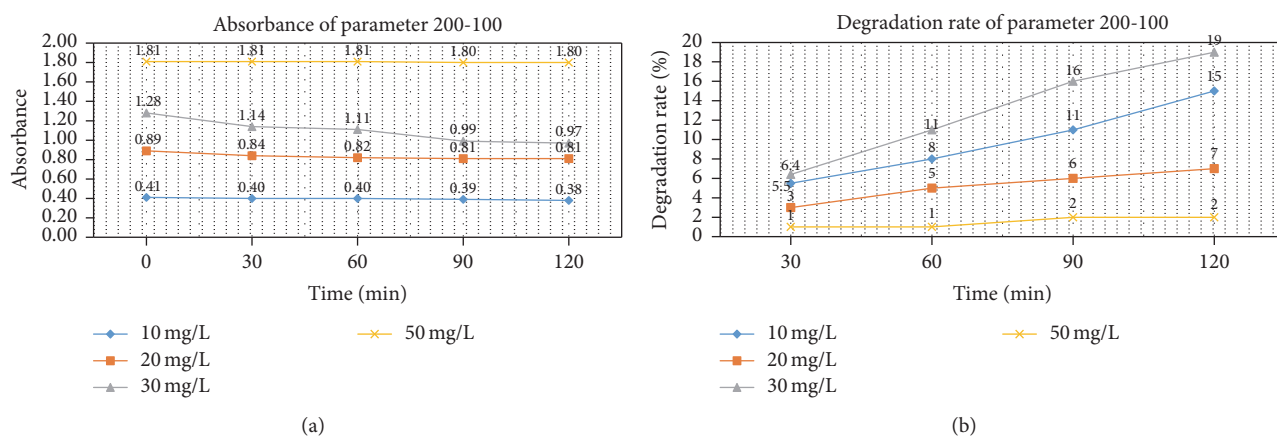 Absorbance of parameter 200-100
2.00
1.80
1.60
1.40
1.20
1.00
0.80
0.60
0.40
0.20
0.00
Absorbance
1.81 1.81 1.81 1.80 1.80
1.28 1.14 1.11 0.99 0.97
0.89 0.84 0.82 0.81 0.81
0.41 0.40 0.40 0.39 0.38
0 30 60 90 120
Time (min)
10 mg/L
20 mg/L
30 mg/L
50 mg/L
(a)
Degradation rate of parameter 200-100
20
18
16
14
12
10
8
6
4
2
0
Degradation rate (%)
6.4 11 16 19
5.5 8 11 15
3 5 6 7
1 1 2 2
30 60 90 120
Time (min)
10 mg/L
20 mg/L
30 mg/L
50 mg/L
(b)